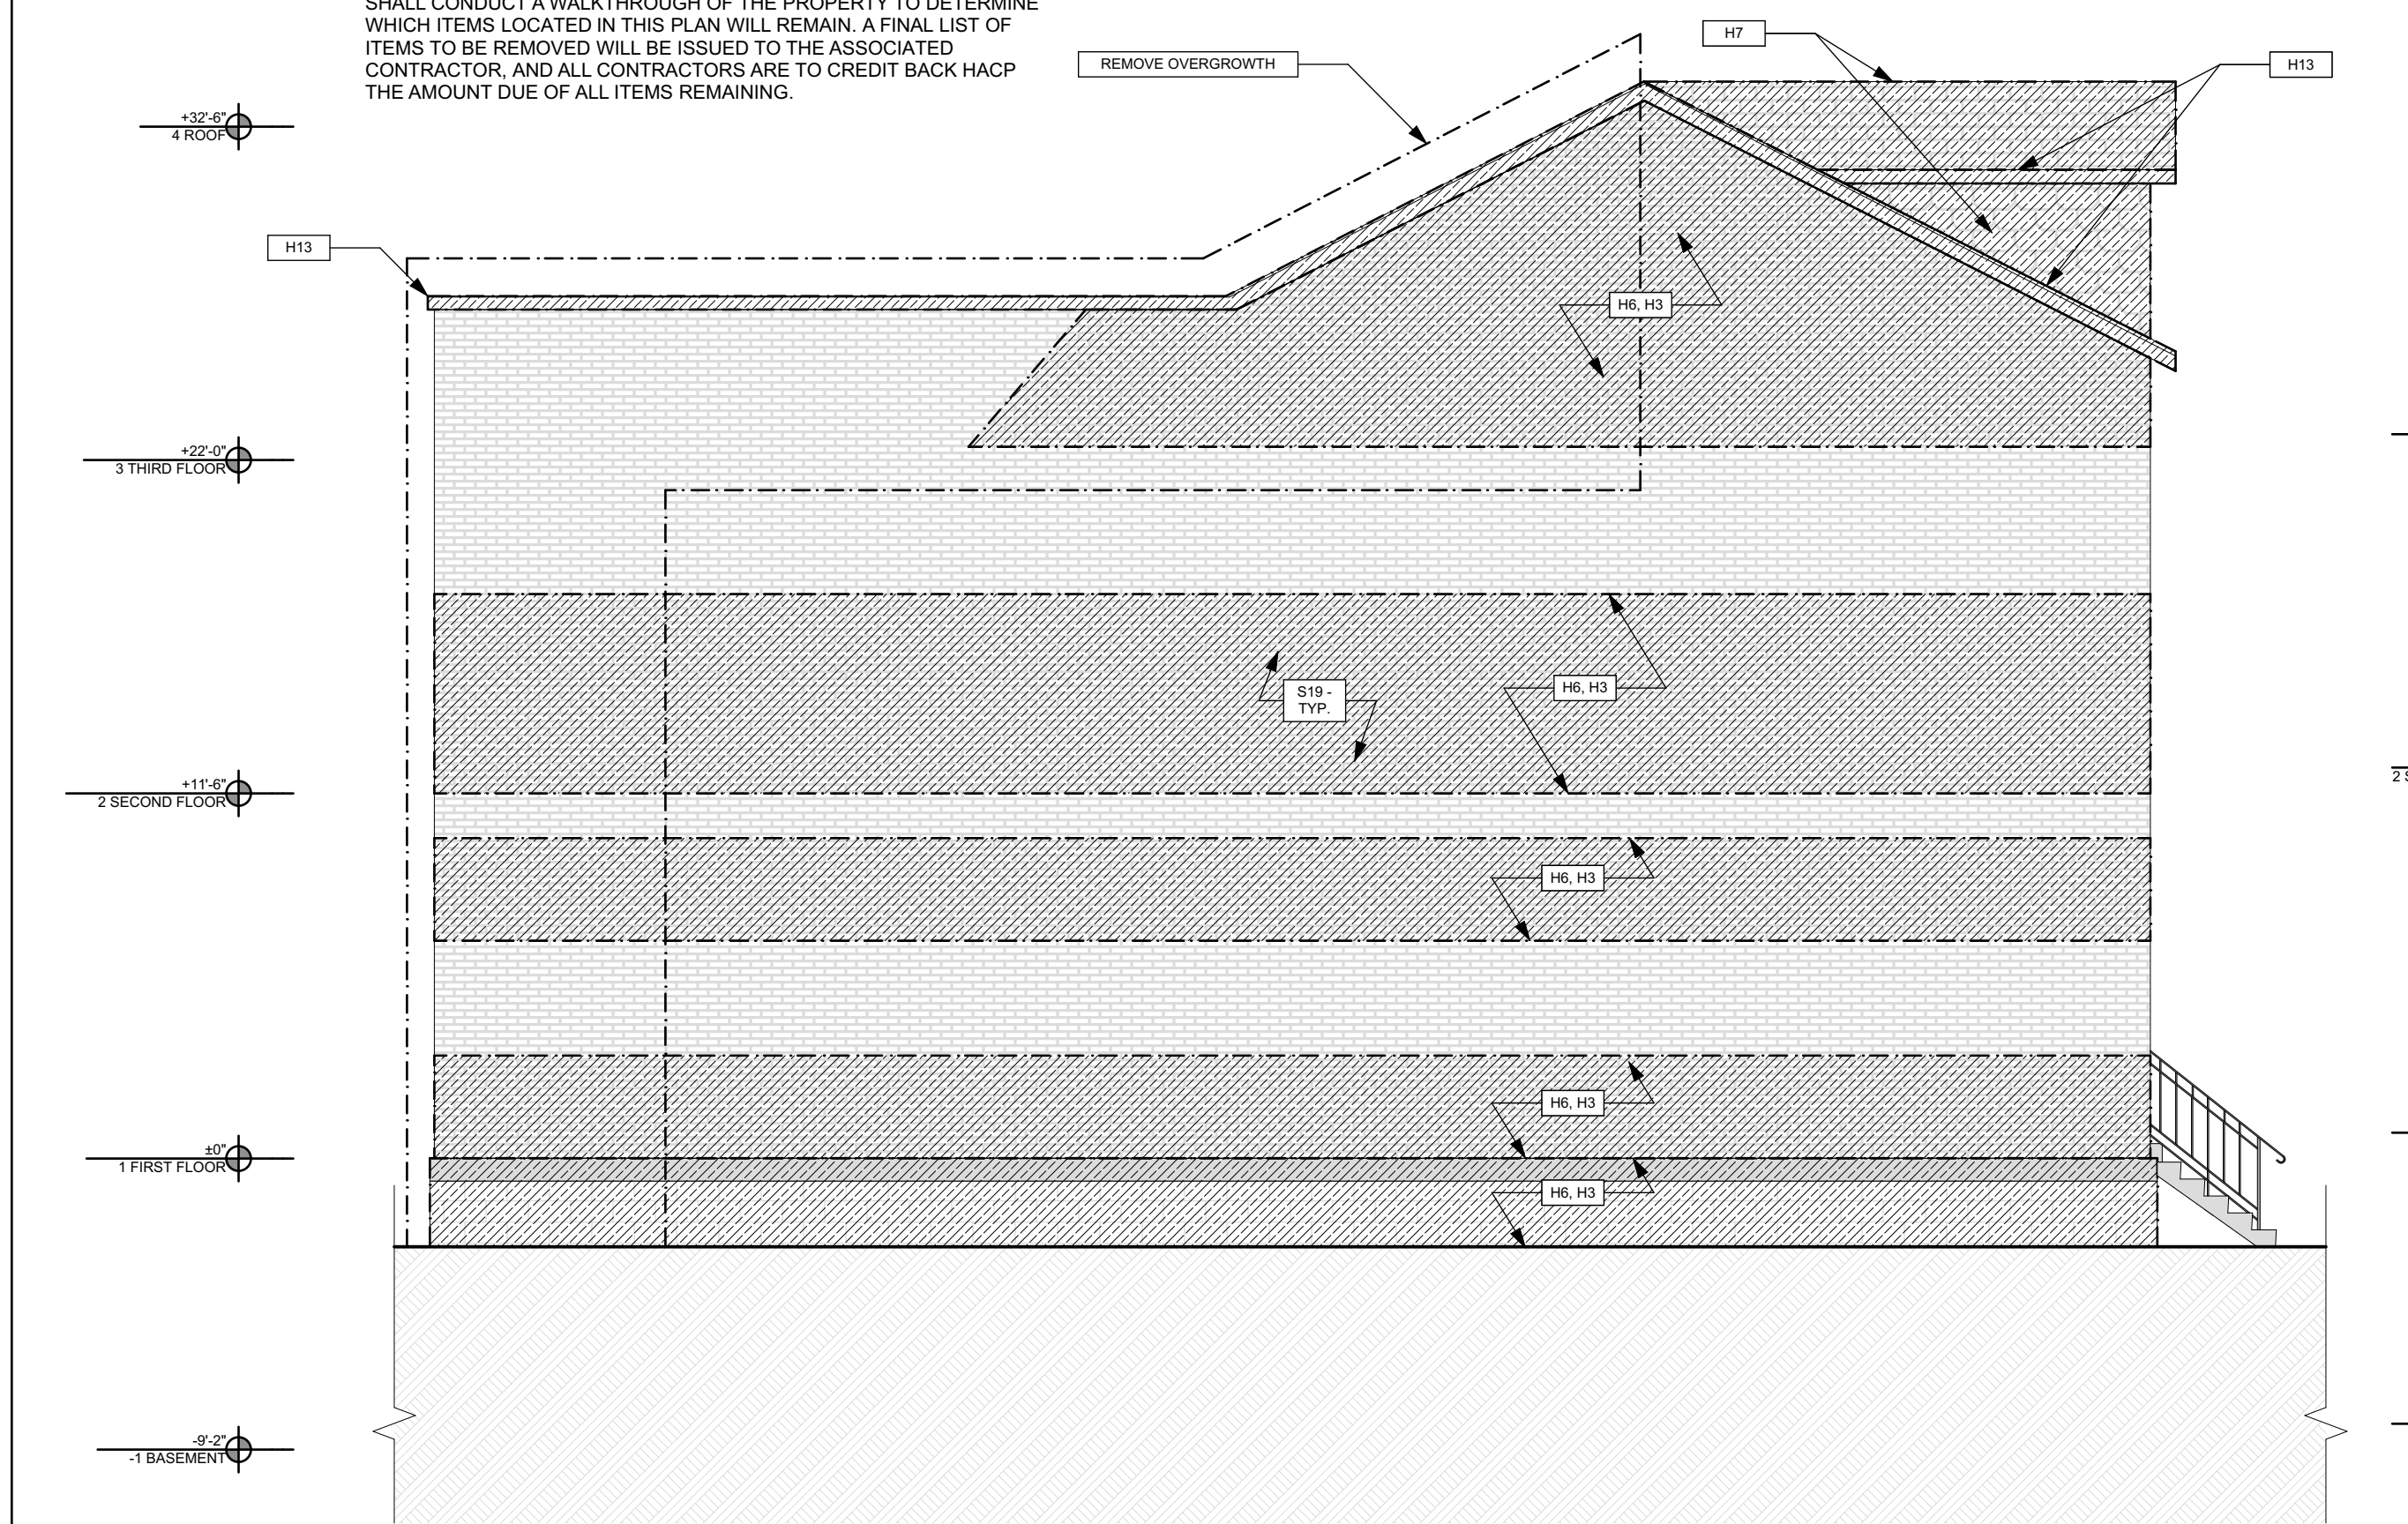 SHALL CONDUCT A WALKTHROUGH OF THE PROPERTY TO DETERMINE
WHICH ITEMS LOCATED IN THIS PLAN WILL REMAIN. A FINAL LIST OF
ITEMS TO BE REMOVED WILL BE ISSUED TO THE ASSOCIATED
CONTRACTOR, AND ALL CONTRACTORS ARE TO CREDIT BACK HACP
THE AMOUNT DUE OF ALL ITEMS REMAINING.
REMOVE OVERGROWTH
H7
H13
+32'-6"
4 ROOF
H13
H6, H3
+22'-0"
3 THIRD FLOOR
S19 -
TYP.
H6, H3
+11'-6"
2 SECOND FLOOR
H6, H3
H6, H3
±0"
1 FIRST FLOOR
H6, H3
-9'-2"
-1 BASEMENT